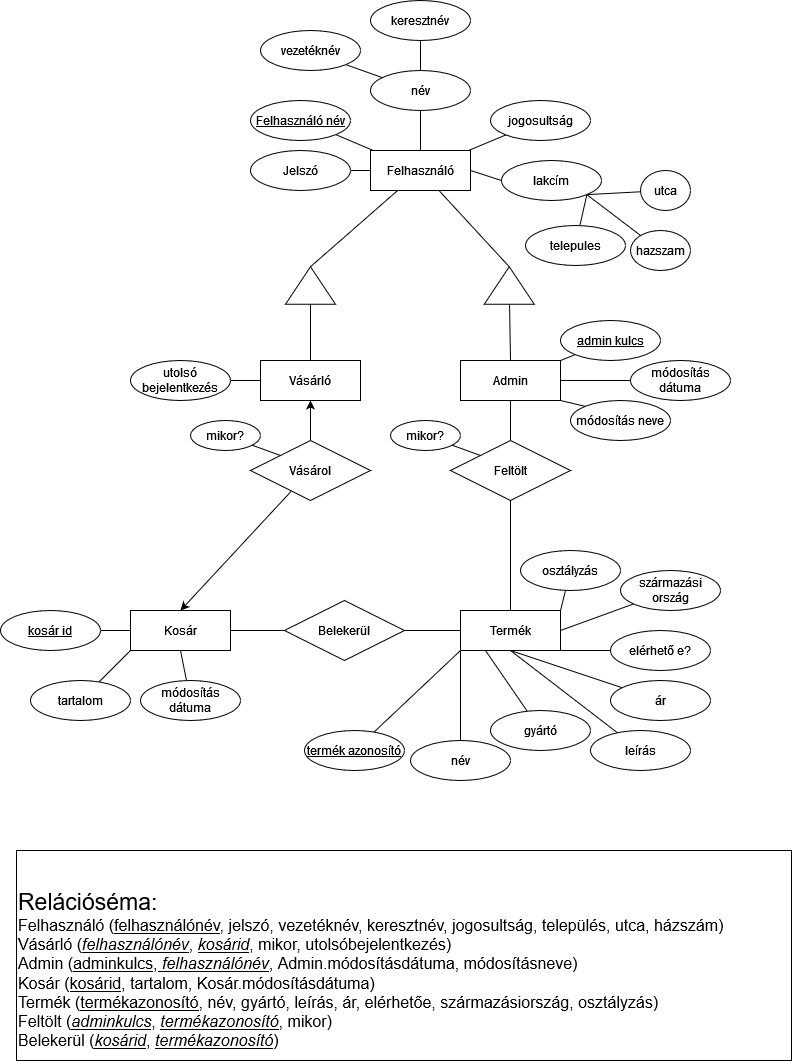 keresztnév
vezetéknév
név
Felhasználó név
jogosultság
Jelszó
Felhasználó
lakcím
utca
telepules
hazszam
admin kulcs
utolsó
bejelentkezés
Vásárló
Admin
módosítás
dátuma
módosítás neve
mikor?
mikor?
Vásárol
Feltölt
osztályzás
származási
ország
kosár id
Kosár
Belekerül
Termék
elérhető e?
tartalom
módosítás
dátuma
ár
gyártó
termék azonosító
név
leírás
Relációséma:
Felhasználó (felhasználónév, jelszó, vezetéknév, keresztnév, jogosultság, település, utca, házszám)
Vásárló (felhasználónév, kosárid, mikor, utolsóbejelentkezés)
Admin (adminkulcs, felhasználónév, Admin.módosításdátuma, módosításneve)
Kosár (kosárid, tartalom, Kosár.módosításdátuma)
Termék (termékazonosító, név, gyártó, leírás, ár, elérhetőe, származásiország, osztályzás)
Feltölt (adminkulcs, termékazonosító, mikor)
Belekerül (kosárid, termékazonosító)